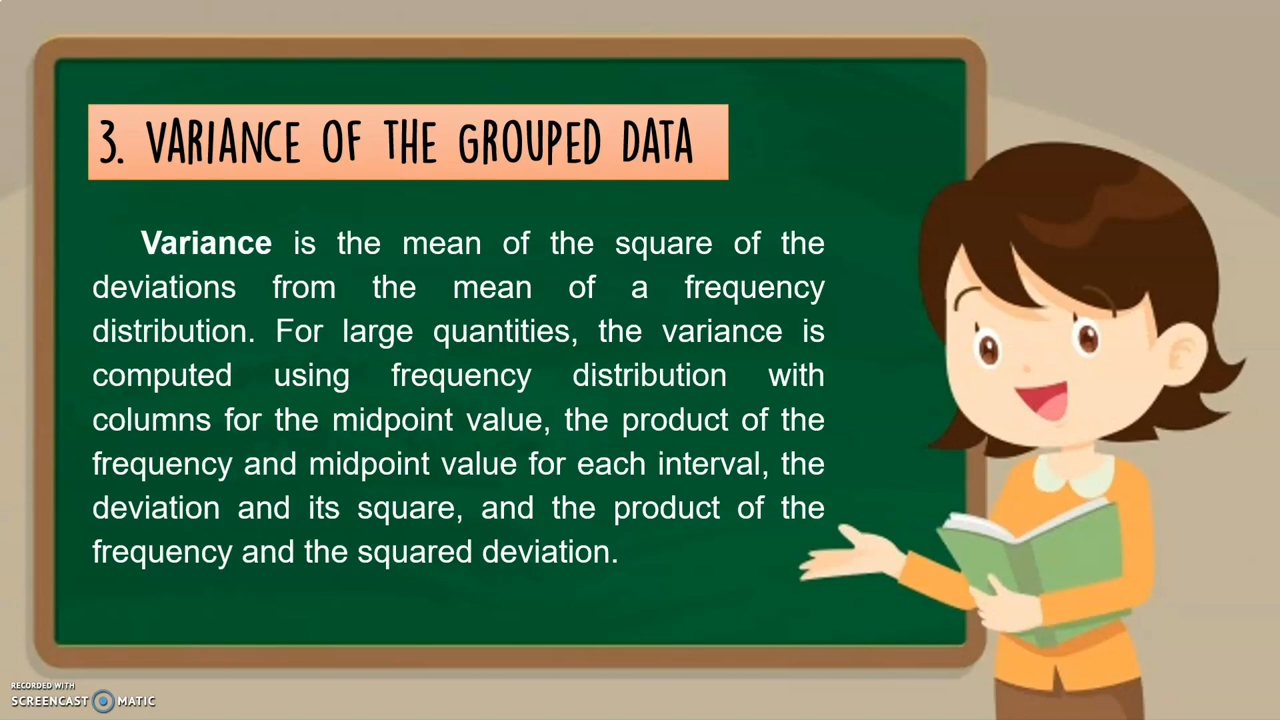 3. VARIANCE OF THE GROUPED DATA
Variance is the mean of the square of the
deviations from the mean of a frequency
distribution. For large quantities, the variance is
computed using frequency distribution with
columns for the midpoint value, the product of the
frequency and midpoint value for each interval, the
deviation and its square, and the product of the
frequency and the squared deviation.
RECORDED WITH
SCREENCAST MATIC